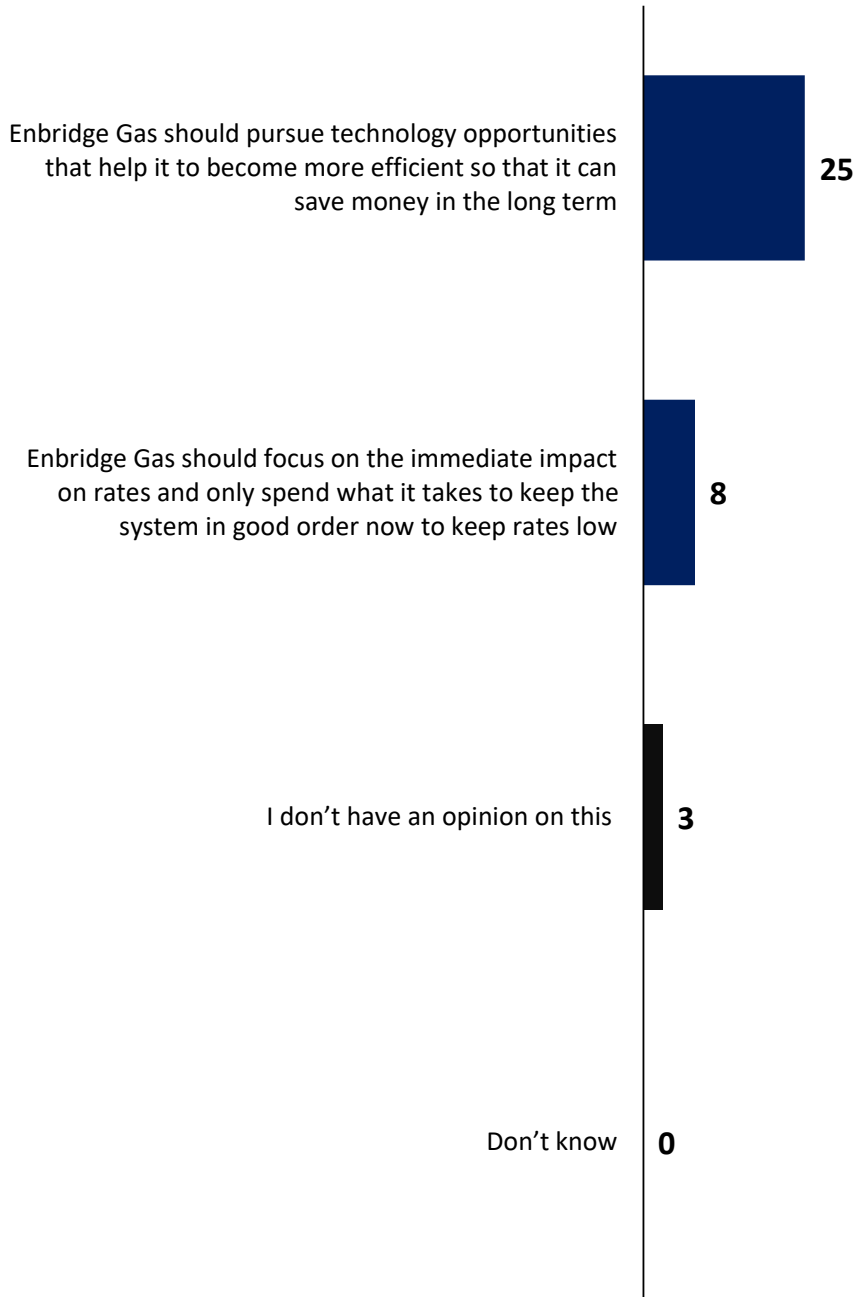 Enbridge Gas should pursue technology opportunities
that help it to become more efficient so that it can
save money in the long term
25
Enbridge Gas should focus on the immediate impact
on rates and only spend what it takes to keep the
system in good order now to keep rates low
8
I don’t have an opinion on this
3
Don’t know
0